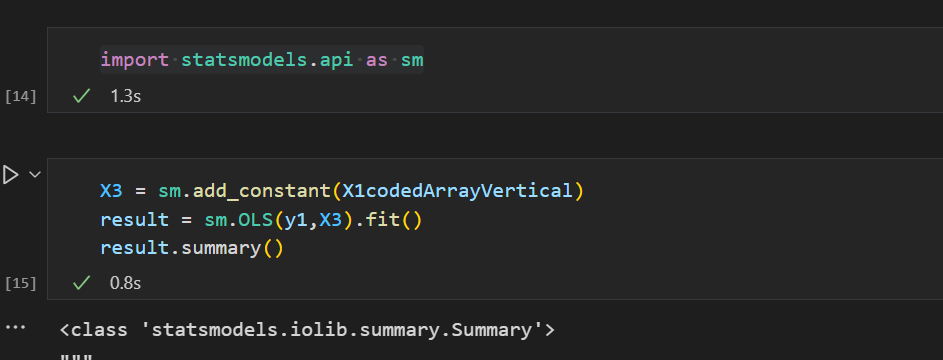 import statsmodels.api as sm
[14]
1.3s
X3 = sm.add_constant(X1codedArrayVertical)
result = sm.OLS(y1,X3).fit()
result.summary()
[15]
0.8s
... <class 'statsmodels.iolib.summary.Summary'>
"""